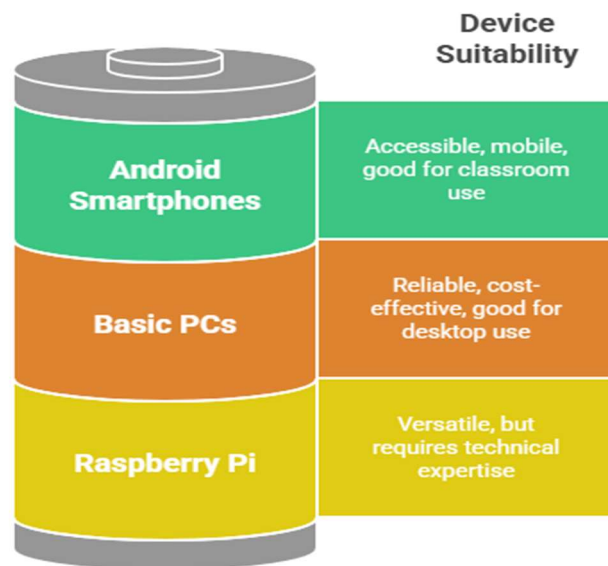 Device
Suitability
Android
Smartphones
Accessible, mobile,
good for classroom
use
Basic PCs
Reliable, cost-
effective, good for
desktop use
Raspberry Pi
Versatile, but
requires technical
expertise